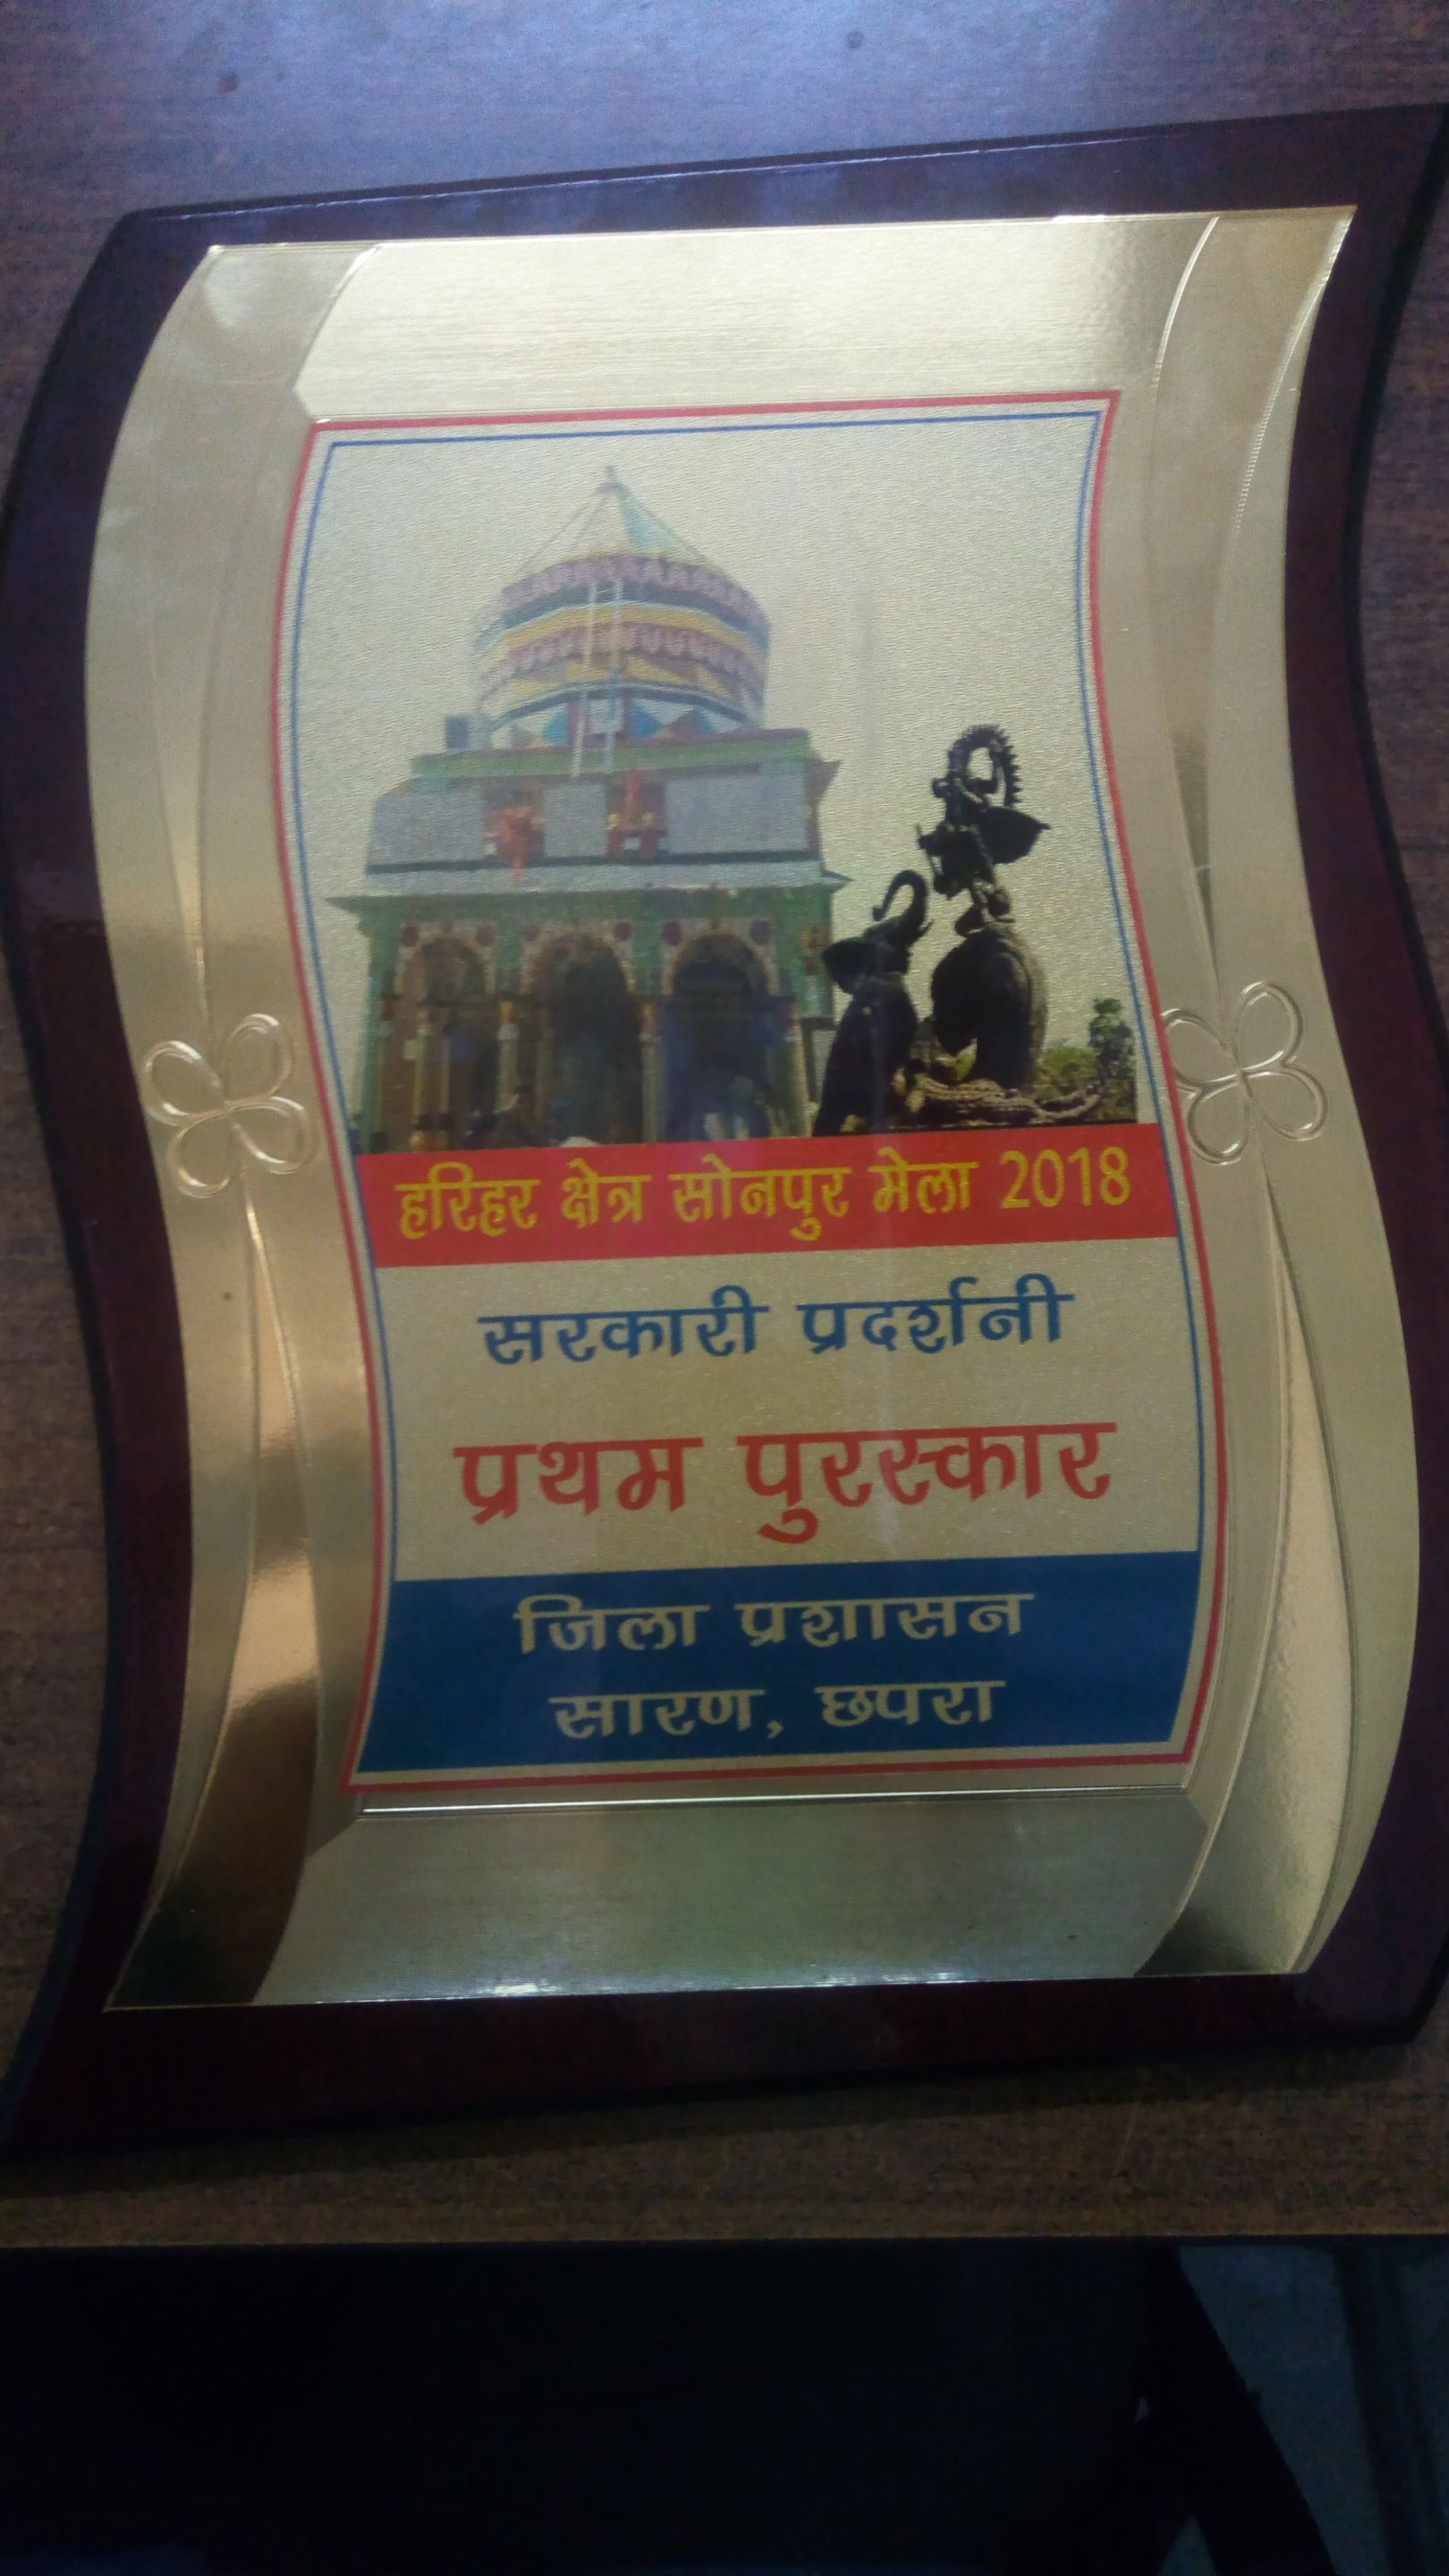 हरिहर क्षेत्र सोनपुर मेला 2018
सरकारी प्रदर्शनी
प्रथम पुरस्कार
जिला प्रशासन
सारण, छपरा